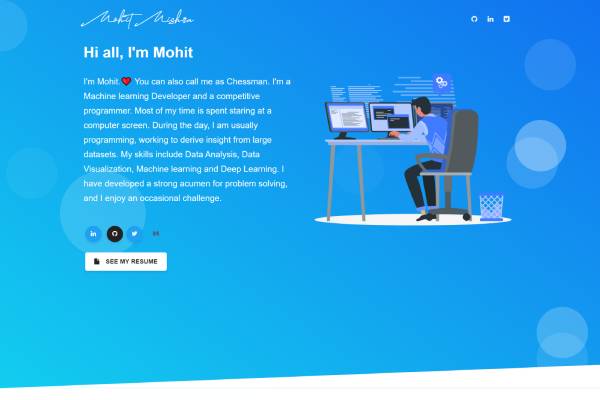 Mohit Mishra
Hi all, I'm Mohit
I'm Mohit ❤️ You can also call me as Chessman. I'm a
Machine learning Developer and a competitive
programmer. Most of my time is spent staring at a
computer screen. During the day, I am usually
programming, working to derive insight from large
datasets. My skills include Data Analysis, Data
Visualization, Machine learning and Deep Learning. I
have developed a strong acumen for problem solving,
and I enjoy an occasional challenge.
SEE MY RESUME